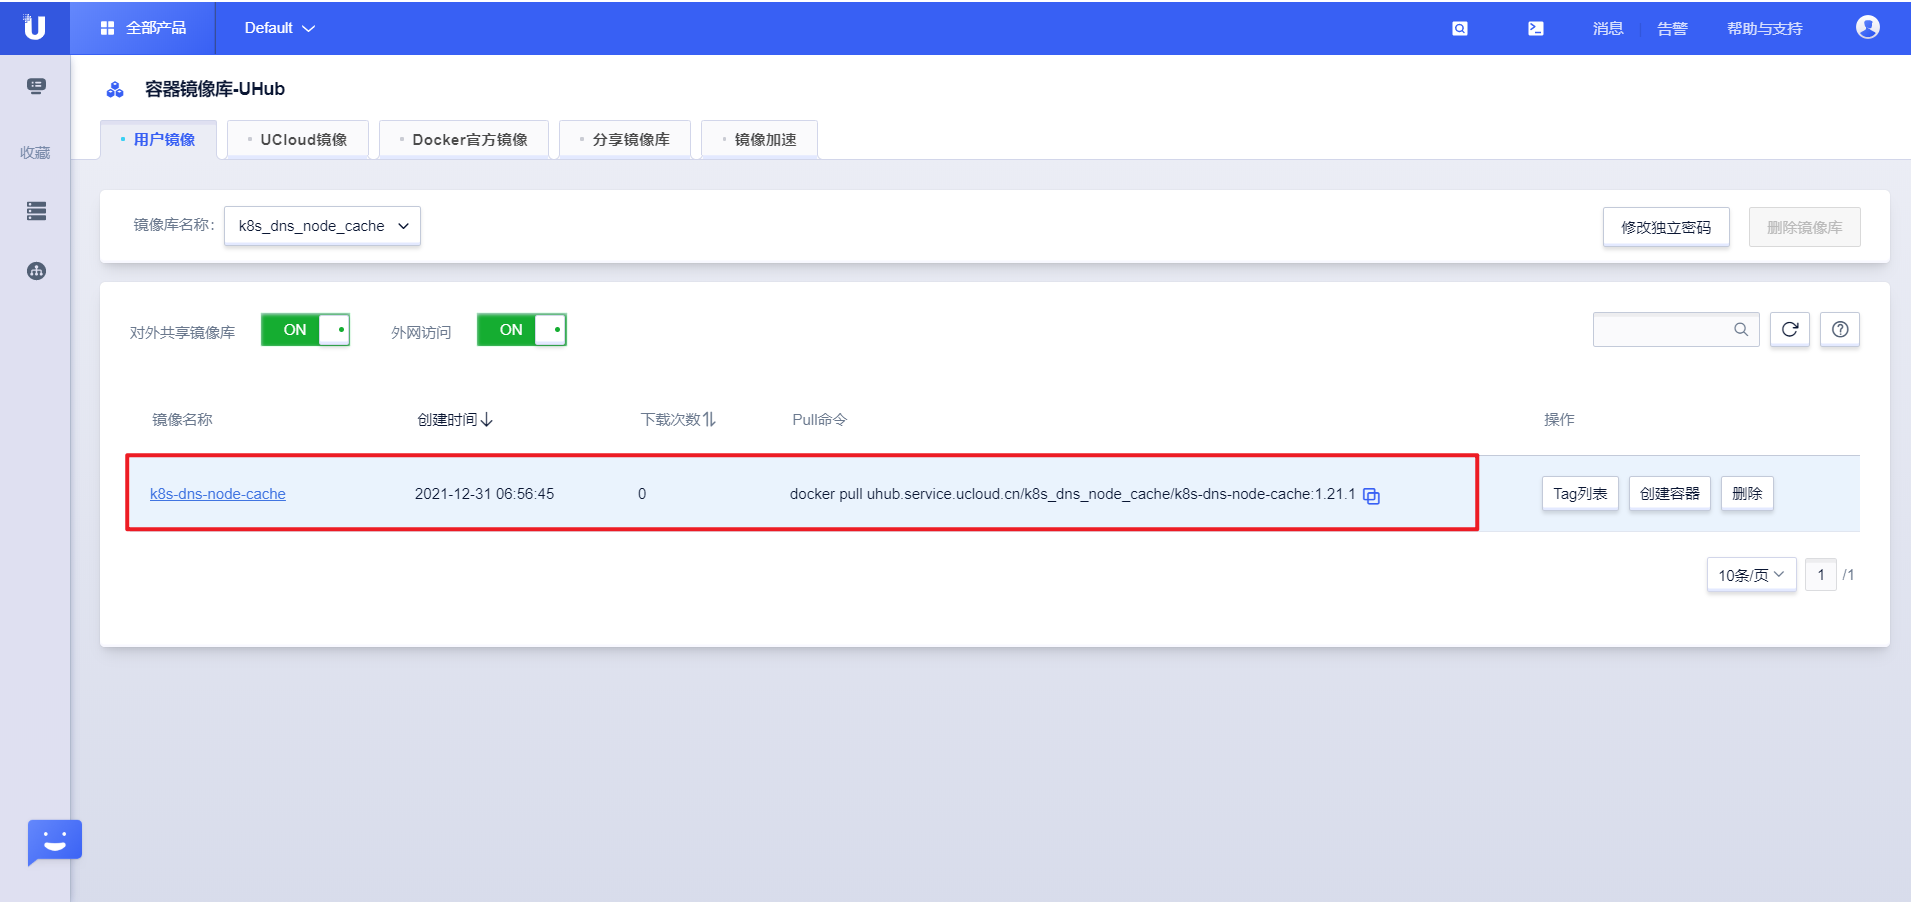 U
全部产品
Default
消息
告警
帮助与支持
收藏
容器镜像库-UHub
用户镜像
UCloud镜像
Docker官方镜像
分享镜像库
镜像加速
镜像库名称:
k8s_dns_node_cache
修改独立密码
删除镜像库
对外共享镜像库
ON
外网访问
ON
镜像名称
创建时间
下载次数
Pull命令
操作
k8s-dns-node-cache
2021-12-31 06:56:45
0
docker pull uhub.service.ucloud.cn/k8s_dns_node_cache/k8s-dns-node-cache:1.21.1
Tag列表
创建容器
删除
10条/页
1
/1